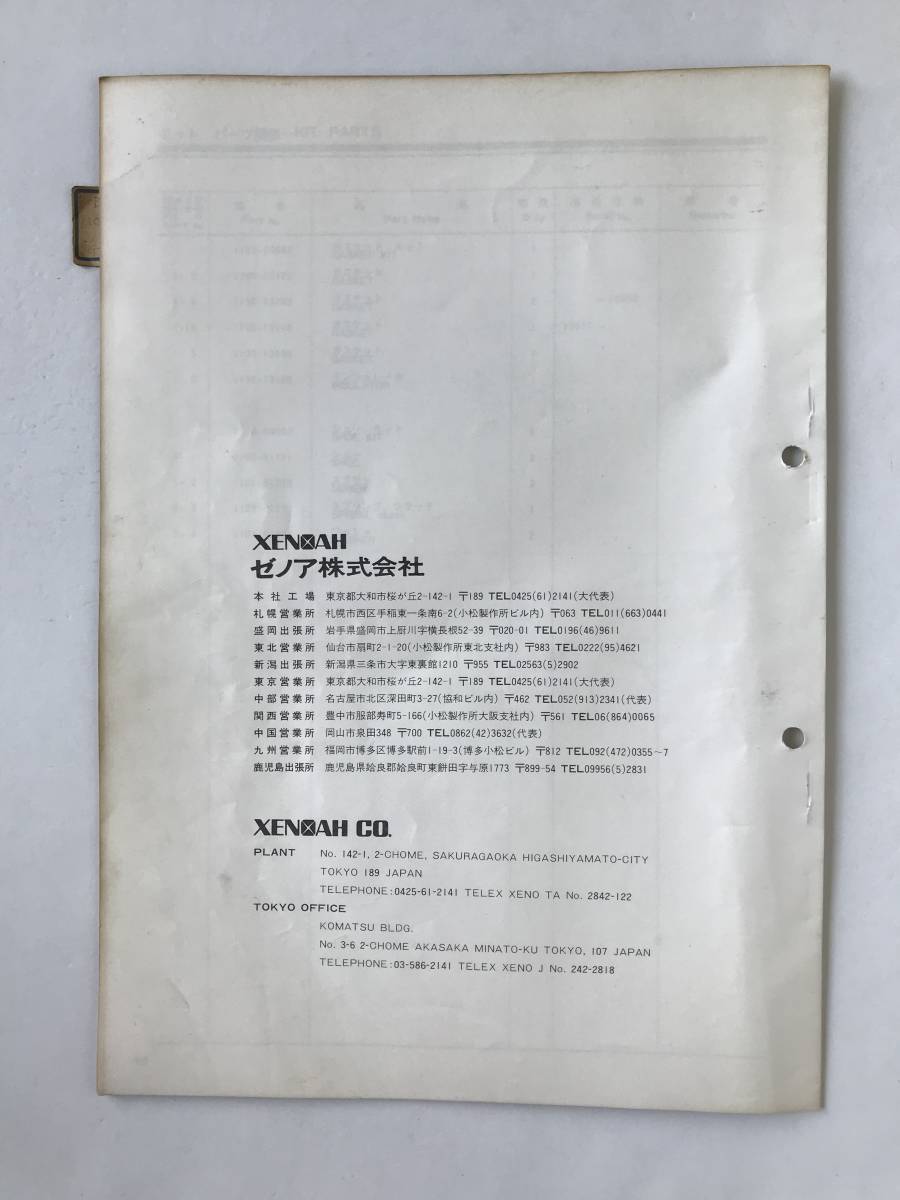 XENOAH
ゼノア株式会社
本社工場 東京都大和市桜が丘2-142-1 〒189 TEL0425(61)2141(大代表)
札幌営業所 札幌市西区手稲東一条南6-2(小松製作所ビル内) 〒063 TEL011(663)0441
盛岡出張所 岩手県盛岡市上厨川字横長根52-39 〒020-01 TEL0196(46)9611
東北営業所 仙台市扇町2-1-20(小松製作所東北支社内) 〒983 TEL0222(95)4621
新潟出張所 新潟県三条市大字東裏館1210 〒955 TEL02563(5)2902
東京営業所 東京都大和市桜が丘2-142-1 〒189 TEL0425(61)2141(大代表)
中部営業所 名古屋市北区深田町3-27(協和ビル内) 〒462 TEL052(913)2341(代表)
関西営業所 豊中市服部寿町5-166(小松製作所大阪支社内) 〒561 TEL06(864)0065
中国営業所 岡山市泉田348 〒700 TEL0862(42)3632(代表)
九州営業所 福岡市博多区博多駅前1-19-3(博多小松ビル) 〒812 TEL092(472)0355~7
鹿児島出張所 鹿児島県姶良郡姶良町東餅田字与原1773 〒899-54 TEL09956(5)2831
XENOAH CO.
PLANT No. 142-1, 2-CHOME, SAKURAGAOKA HIGASHIYAMATO-CITY
TOKYO 189 JAPAN
TELEPHONE:0425-61-2141 TELEX XENO TA No. 2842-122
TOKYO OFFICE
KOMATSU BLDG.
No. 3-6 2-CHOME AKASAKA MINATO-KU TOKYO, 107 JAPAN
TELEPHONE:03-586-2141 TELEX XENO J No. 242-2818